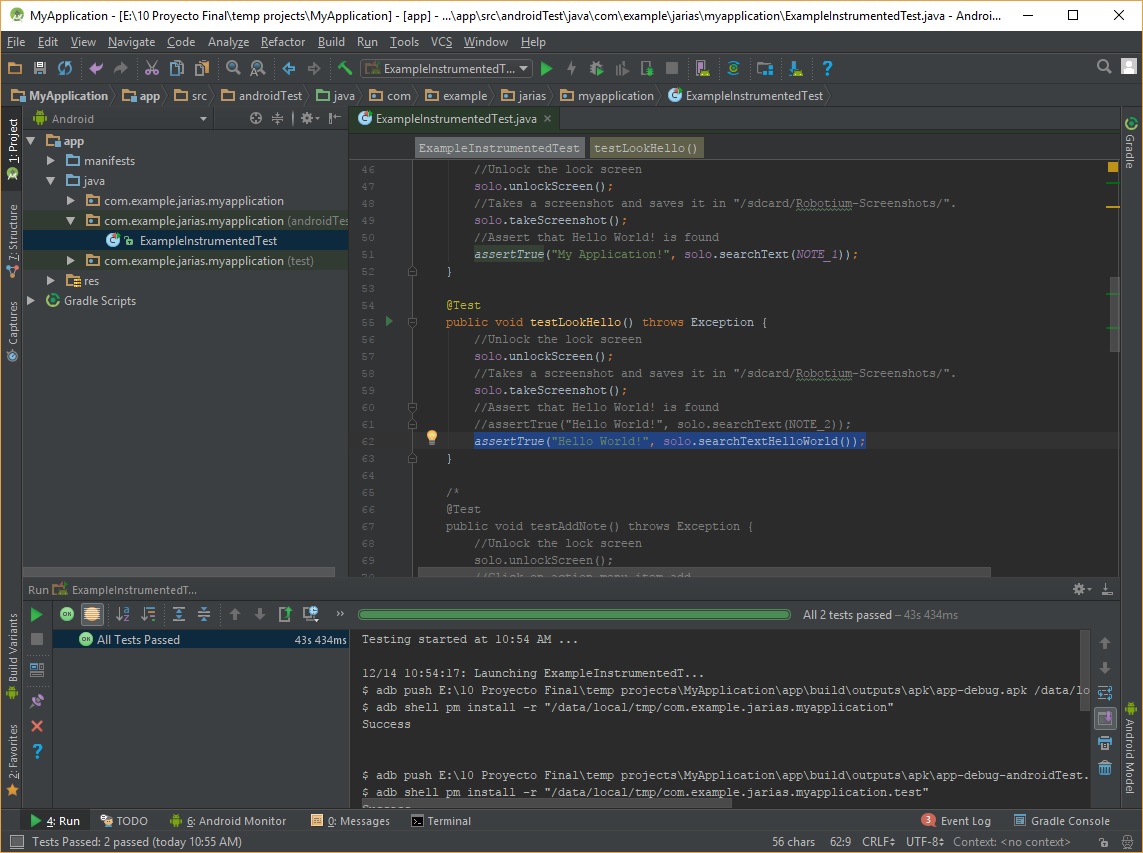 MyApplication - [E:\10 Proyecto Final\temp projects\MyApplication] - [app] - ...\app\src\androidTest\java\com\example\jarias\myapplication\ExampleInstrumentedTest.java - Androi...
File Edit View Navigate Code Analyze Refactor Build Run Tools VCS Window Help
ExampleInstrumentedT...
MyApplication app src androidTest java com example jarias myapplication ExampleInstrumentedTest
Android
ExampleInstrumentedTest.java
1: Project
7: Structure
Captures
Build Variants
2: Favorites
app
manifests
java
com.example.jarias.myapplication
com.example.jarias.myapplication (androidTes
ExampleInstrumentedTest
com.example.jarias.myapplication (test)
res
Gradle Scripts
ExampleInstrumentedTest testLookHello()
46 //Unlock the lock screen
47 solo.unlockScreen();
48 //Takes a screenshot and saves it in "/sdcard/Robotium-Screenshots/".
49 solo.takeScreenshot();
50 //Assert that Hello World! is found
51 assertTrue("My Application!", solo.searchText(NOTE_1));
52 }
53
54 @Test
55 public void testLookHello() throws Exception {
56 //Unlock the lock screen
57 solo.unlockScreen();
58 //Takes a screenshot and saves it in "/sdcard/Robotium-Screenshots/".
59 solo.takeScreenshot();
60 //Assert that Hello World! is found
61 //assertTrue("Hello World!", solo.searchText(NOTE_2));
62 assertTrue("Hello World!", solo.searchTextHelloWorld());
63 }
64
65 /*
66 @Test
67 public void testAddNote() throws Exception {
68 //Unlock the lock screen
69 solo.unlockScreen();
//Click on action menu item add
Gradle
Android Model
Run ExampleInstrumentedT...
All 2 tests passed – 43s 434ms
All Tests Passed 43s 434ms
Testing started at 10:54 AM ...
12/14 10:54:17: Launching ExampleInstrumentedT...
$ adb push E:\10 Proyecto Final\temp projects\MyApplication\app\build\outputs\apk\app-debug.apk /data/lo
$ adb shell pm install -r "/data/local/tmp/com.example.jarias.myapplication"
Success
$ adb push E:\10 Proyecto Final\temp projects\MyApplication\app\build\outputs\apk\app-debug-androidTest.
$ adb shell pm install -r "/data/local/tmp/com.example.jarias.myapplication.test"
Success
4: Run TODO 6: Android Monitor 0: Messages Terminal 3 Event Log Gradle Console
Tests Passed: 2 passed (today 10:55 AM) 56 chars 62:9 CRLF UTF-8 Context: <no context>